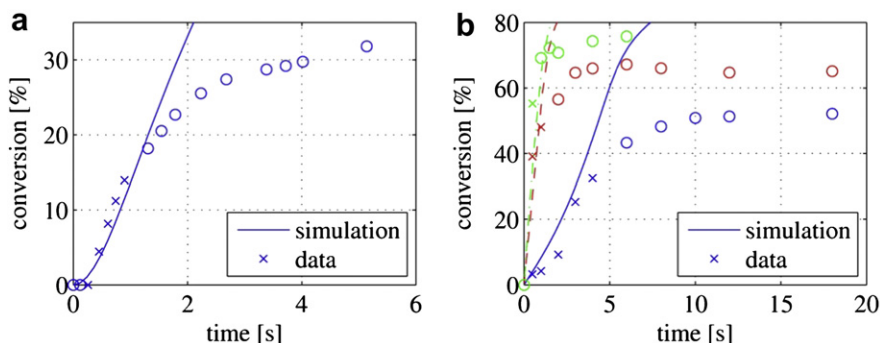 a
conversion [%]
30
20
10
0
0 2 4 6
time [s]
simulation
data
b
conversion [%]
80
60
40
20
0
0 5 10 15 20
time [s]
simulation
data